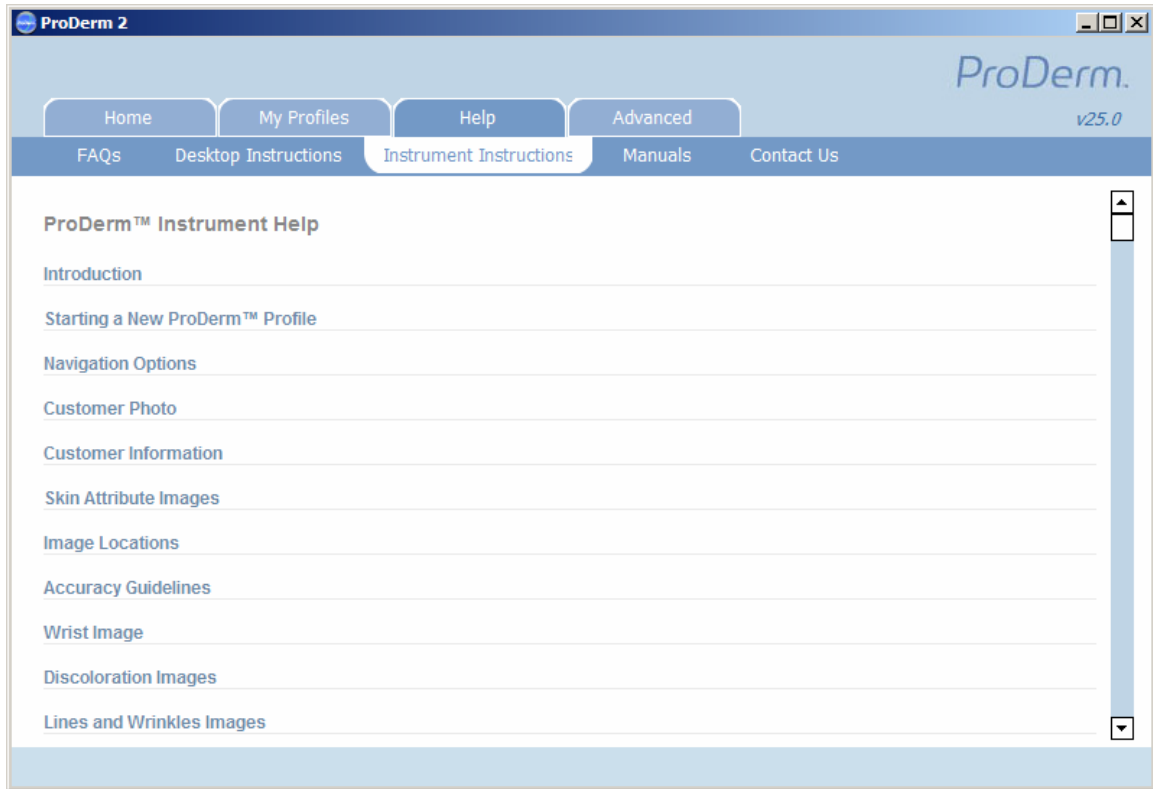 ProDerm 2
ProDerm.
Home My Profiles Help Advanced
v25.0
FAQs Desktop Instructions Instrument Instructions Manuals Contact Us
ProDerm™ Instrument Help
Introduction
Starting a New ProDerm™ Profile
Navigation Options
Customer Photo
Customer Information
Skin Attribute Images
Image Locations
Accuracy Guidelines
Wrist Image
Discoloration Images
Lines and Wrinkles Images